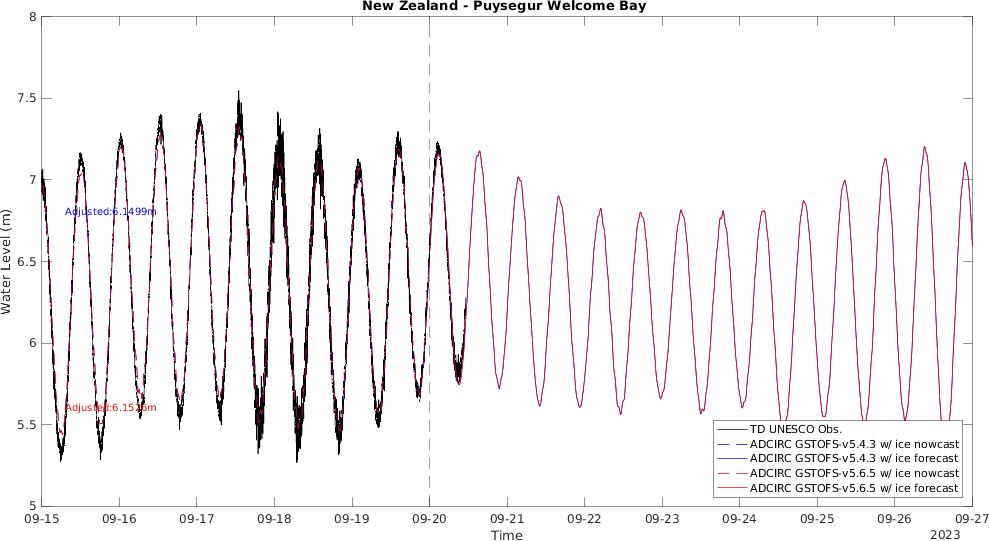 New Zealand - Puysegur Welcome Bay
8
7.5
7
6.5
6
5.5
5
Water Level (m)
Adjusted:6.1499m
Adjusted:6.1526m
TD UNESCO Obs.
ADCIRC GSTOFS-v5.4.3 w/ ice nowcast
ADCIRC GSTOFS-v5.4.3 w/ ice forecast
ADCIRC GSTOFS-v5.6.5 w/ ice nowcast
ADCIRC GSTOFS-v5.6.5 w/ ice forecast
09-15 09-16 09-17 09-18 09-19 09-20 09-21 09-22 09-23 09-24 09-25 09-26 09-27
Time
2023